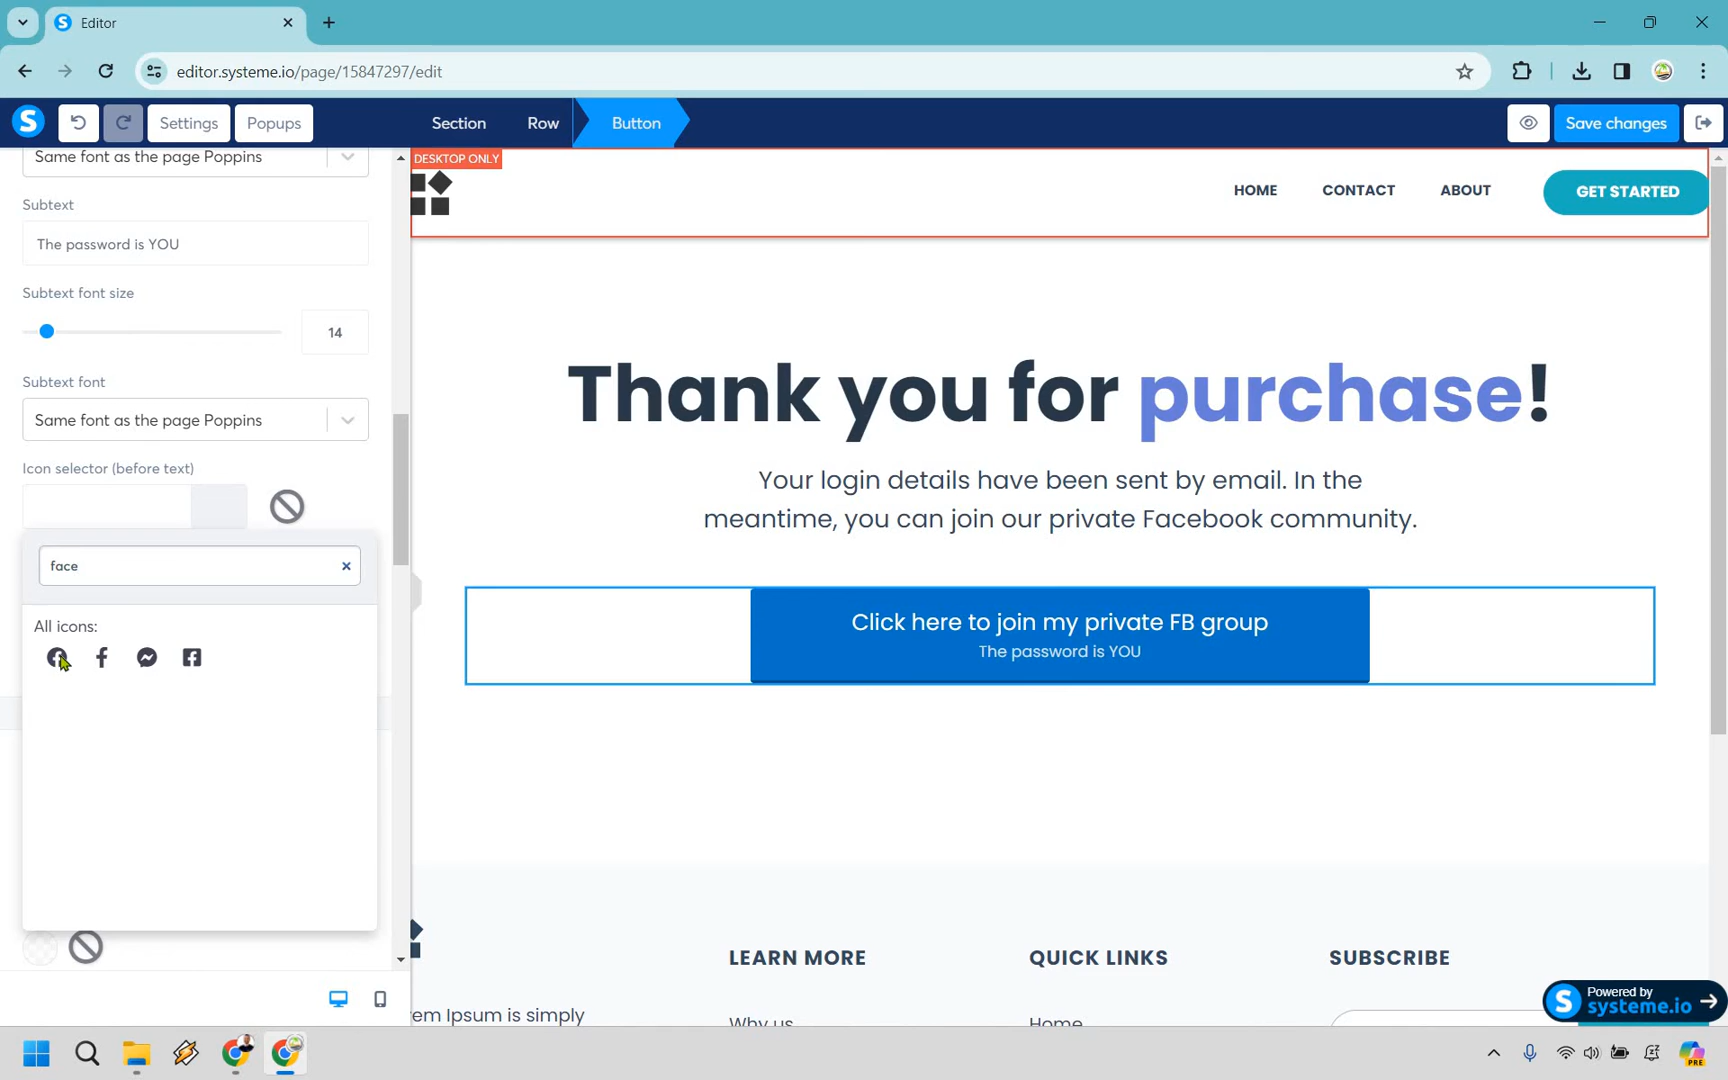 Editor
editor.systeme.io/page/15847297/edit
Settings
Popups
Section
Row
Button
Save changes
Same font as the page Poppins
Subtext
The password is YOU
Subtext font size
14
Subtext font
Same font as the page Poppins
Icon selector (before text)
face
All icons:
DESKTOP ONLY
HOME
CONTACT
ABOUT
GET STARTED
Thank you for purchase!
Your login details have been sent by email. In the
meantime, you can join our private Facebook community.
Click here to join my private FB group
The password is YOU
LEARN MORE
QUICK LINKS
SUBSCRIBE
em Ipsum is simply
Why us
Home
Powered by
systeme.io
PRE